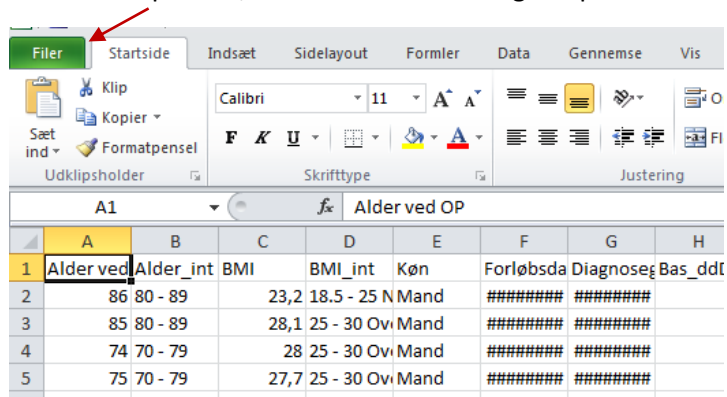 Filer Startside Indsæt Sidelayout Formler Data Gennemse Vis
Klip
Kopier
Formatpensel
Sæt
ind
Calibri 11 A A
F K U A
Udklipsholder Skrifttype Justering
A1 fx Alder ved OP
A B C D E F G H
1 Alder ved Alder_int BMI BMI_int Køn Forløbsda Diagnoseg Bas_ddD
2 86 80 - 89 23,2 18.5 - 25 N Mand ######## ########
3 85 80 - 89 28,1 25 - 30 Ov Mand ######## ########
4 74 70 - 79 28 25 - 30 Ov Mand ######## ########
5 75 70 - 79 27,7 25 - 30 Ov Mand ######## ########